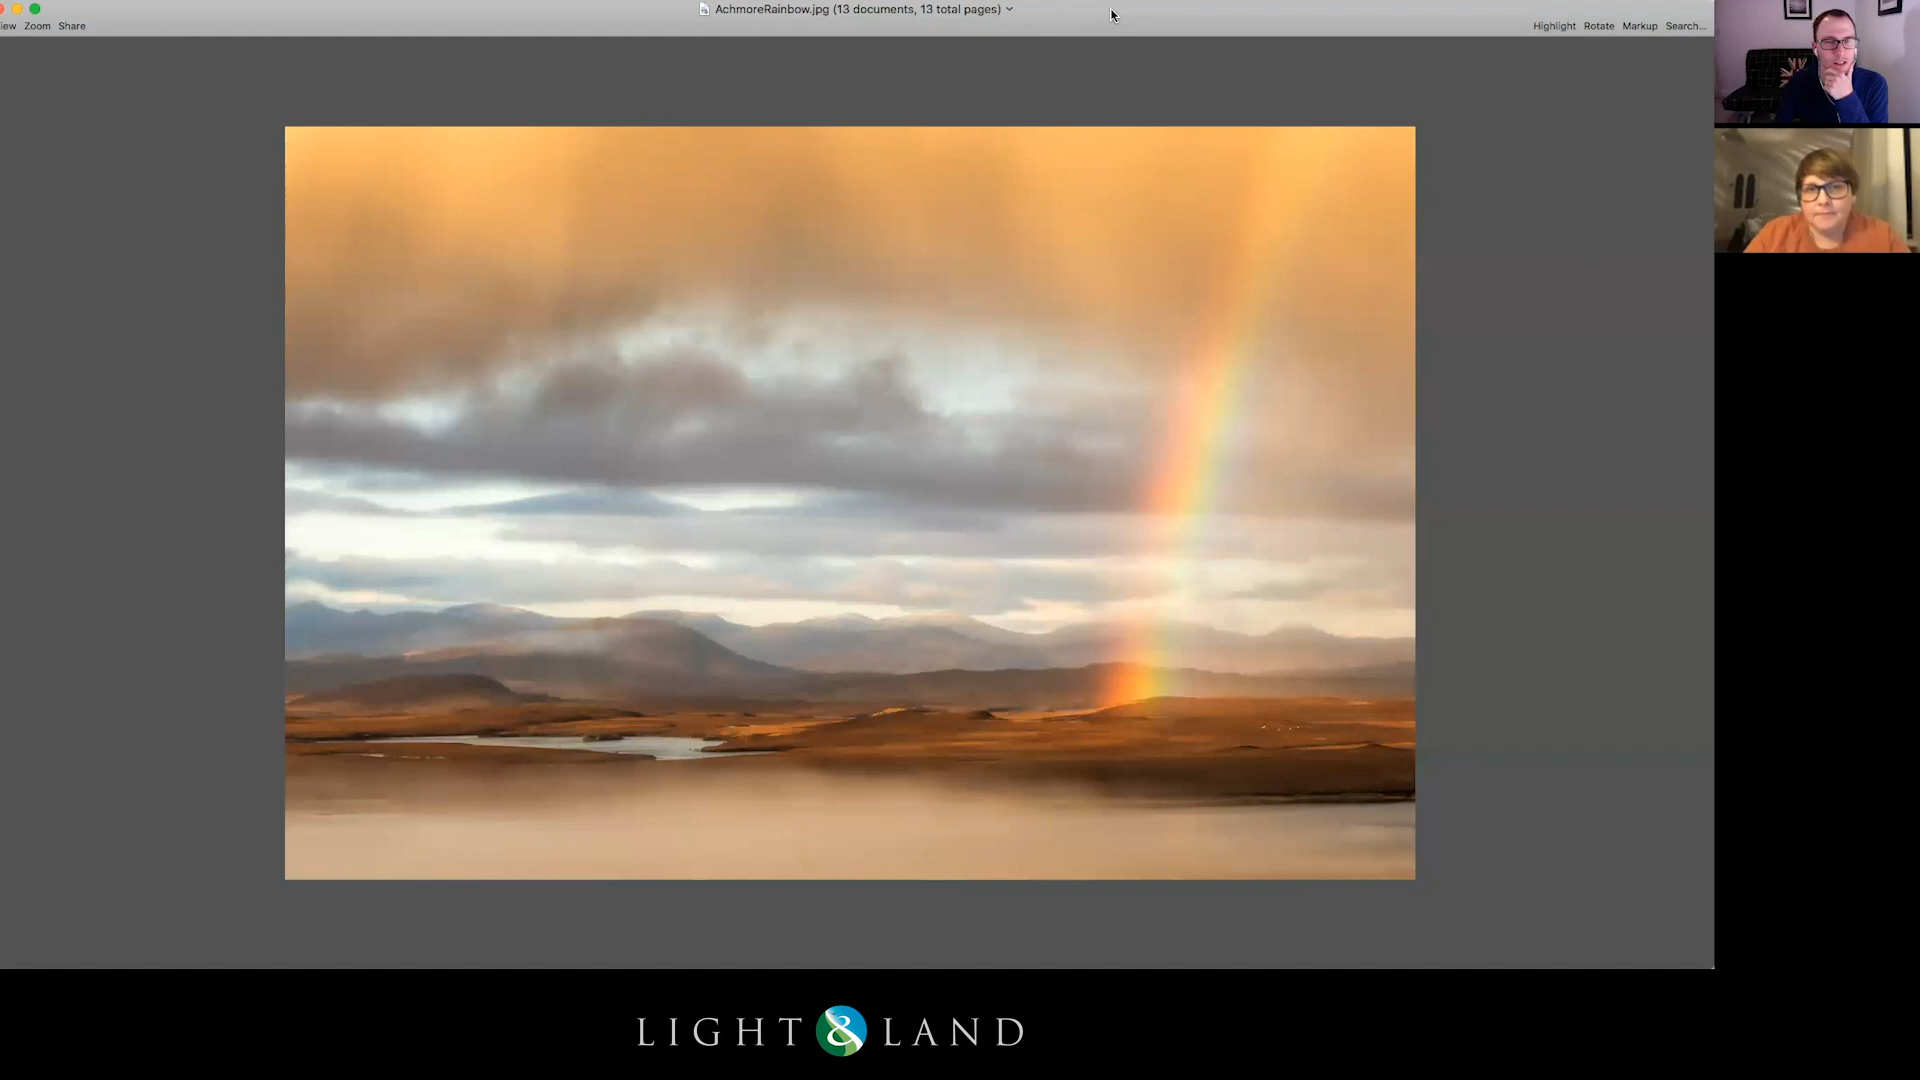 AchmoreRainbow.jpg (13 documents, 13 total pages)
iew Zoom Share
Highlight Rotate Markup Search...
LIGHT & LAND